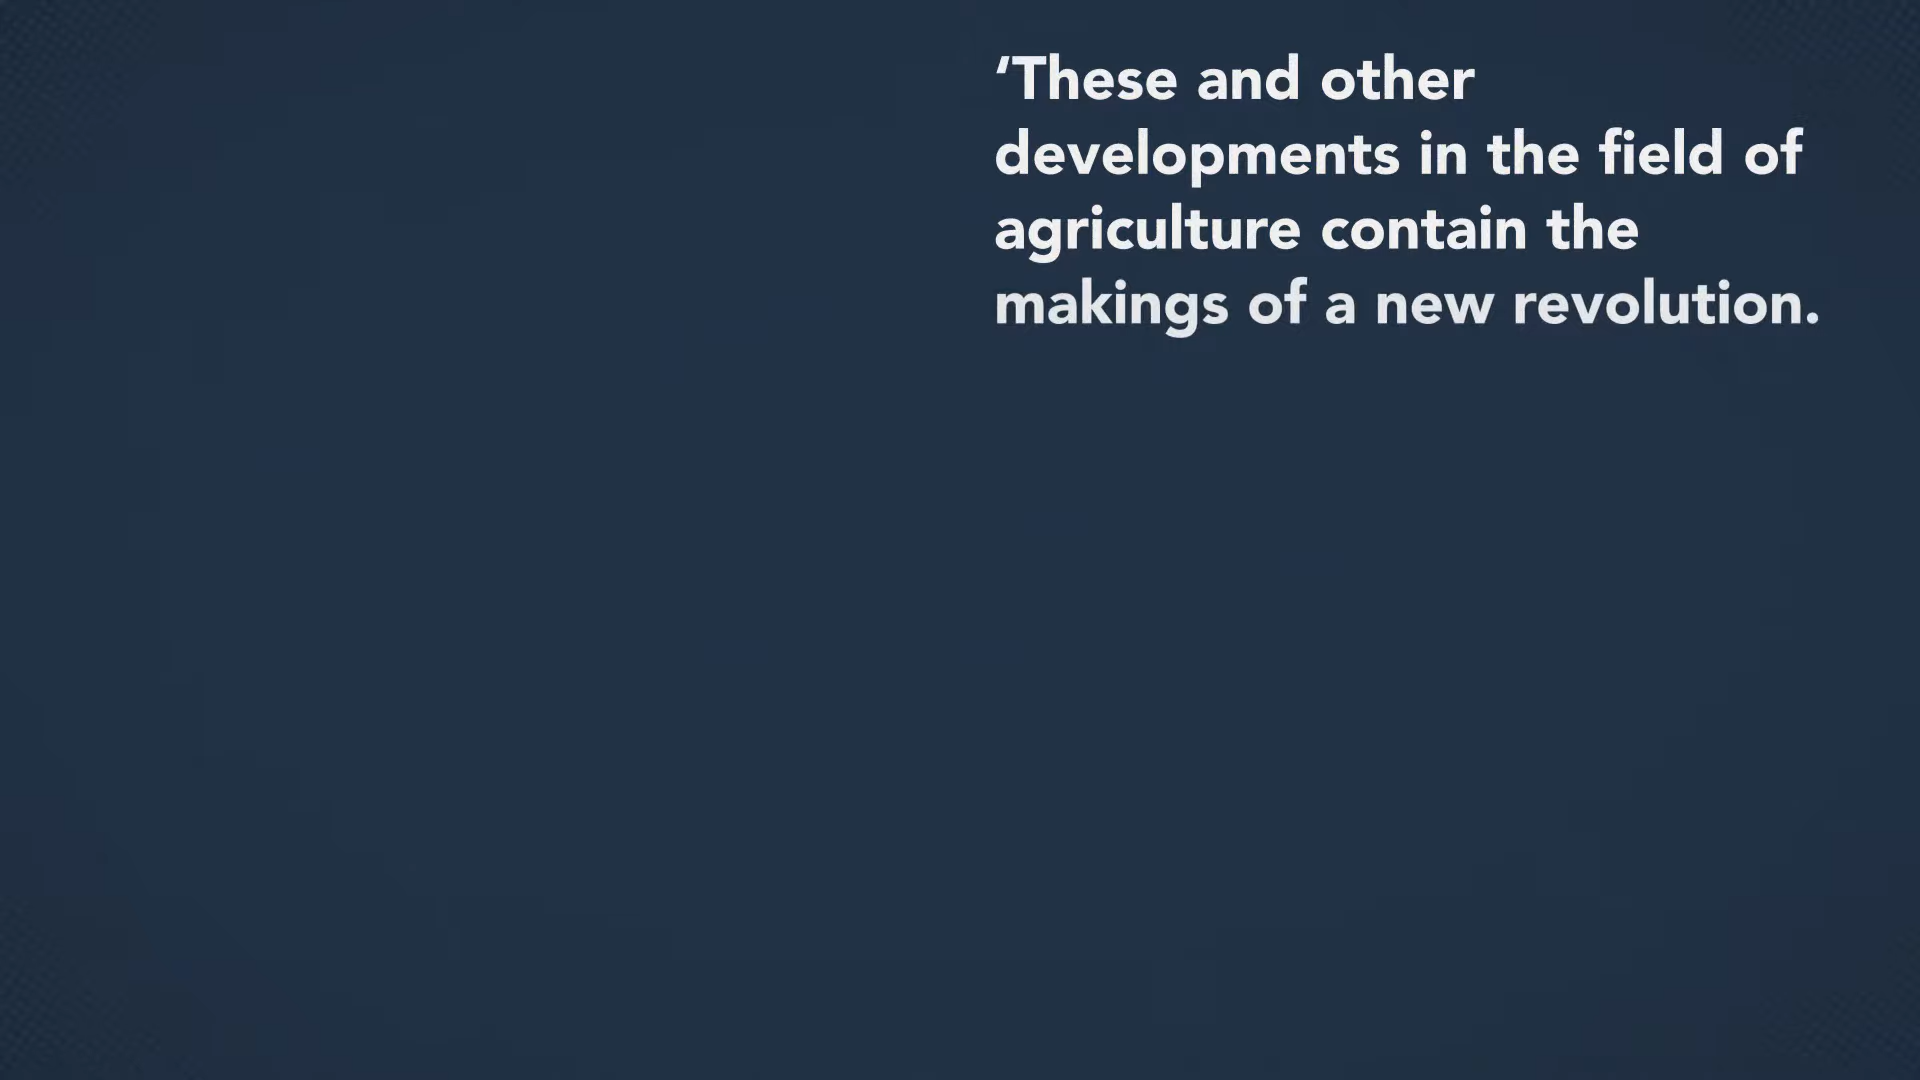 ‘These and other
developments in the field of
agriculture contain the
makings of a new revolution.